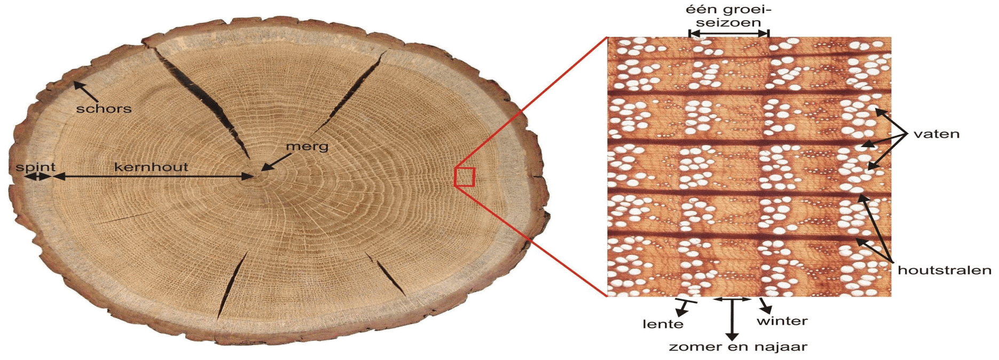 één groei-
seizoen
schors
merg
spint
kernhout
vaten
houtstralen
lente
winter
zomer en najaar